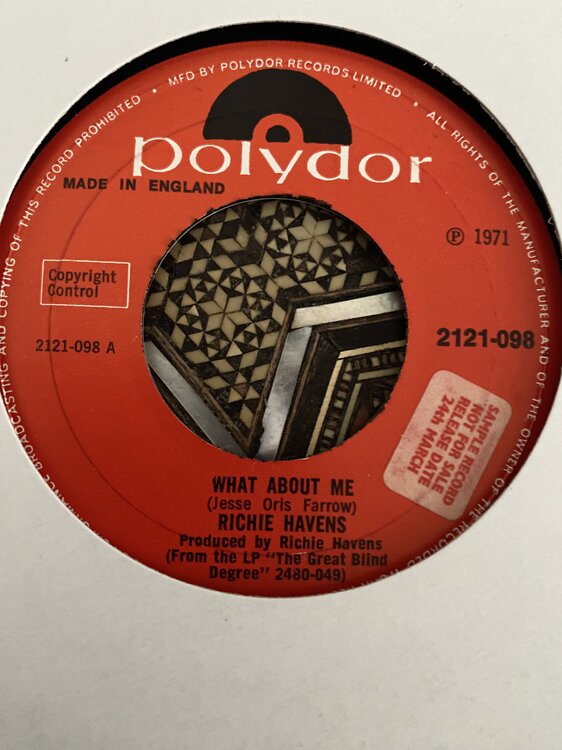 MFD BY POLYDOR RECORDS LIMITED • ALL RIGHTS OF THE MANUFACTURER AND OF THE OWNER OF THE RECORDED
BROADCASTING AND COPYING OF THIS RECORD PROHIBITED •
polydor
MADE IN ENGLAND
℗ 1971
Copyright
Control
2121-098 A
2121-098
SAMPLE RECORD
NOT FOR SALE
RELEASE DATE
24th MARCH
WHAT ABOUT ME
(Jesse Oris Farrow)
RICHIE HAVENS
Produced by Richie Havens
(From the LP "The Great Blind
Degree" 2480-049)